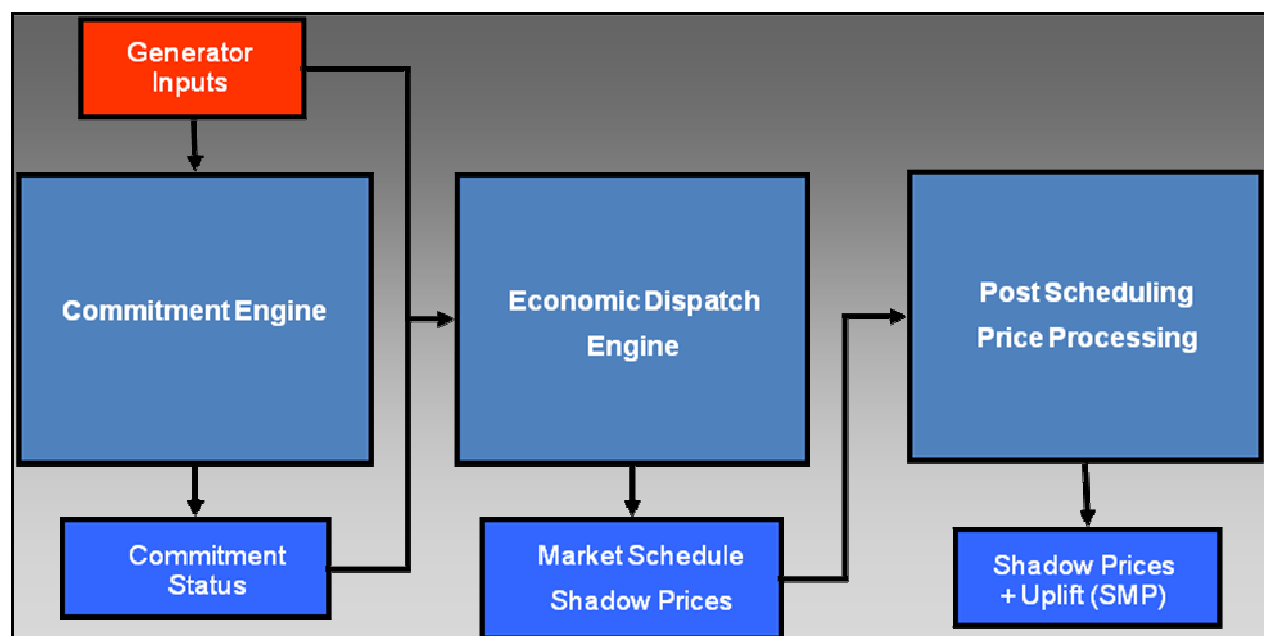 Generator
Inputs
Commitment Engine
Commitment
Status
Economic Dispatch
Engine
Market Schedule
Shadow Prices
Post Scheduling
Price Processing
Shadow Prices
+ Uplift (SMP)